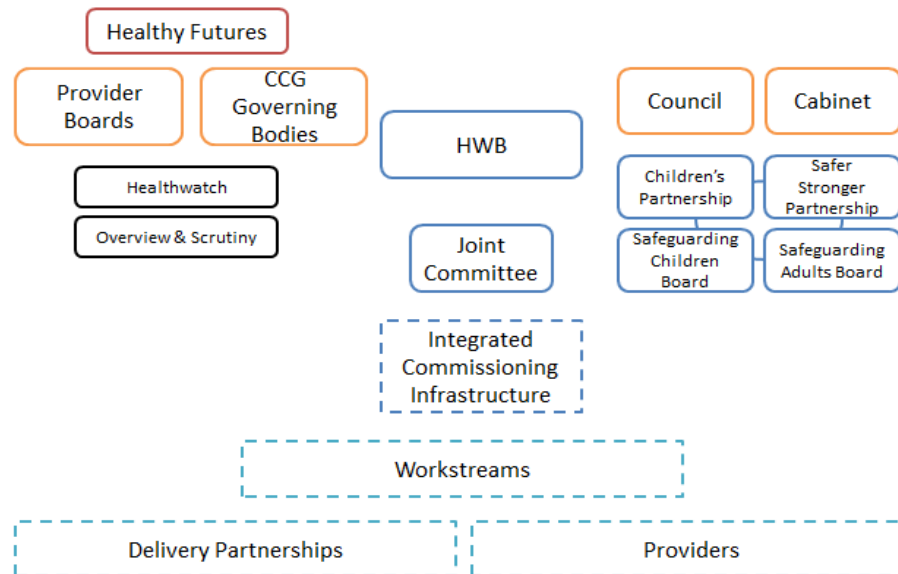 Healthy Futures
Provider
Boards
CCG
Governing
Bodies
HWB
Council
Cabinet
Healthwatch
Overview & Scrutiny
Children's
Partnership
Safer
Stronger
Partnership
Joint
Committee
Safeguarding
Children
Board
Safeguarding
Adults Board
Integrated
Commissioning
Infrastructure
Workstreams
Delivery Partnerships
Providers